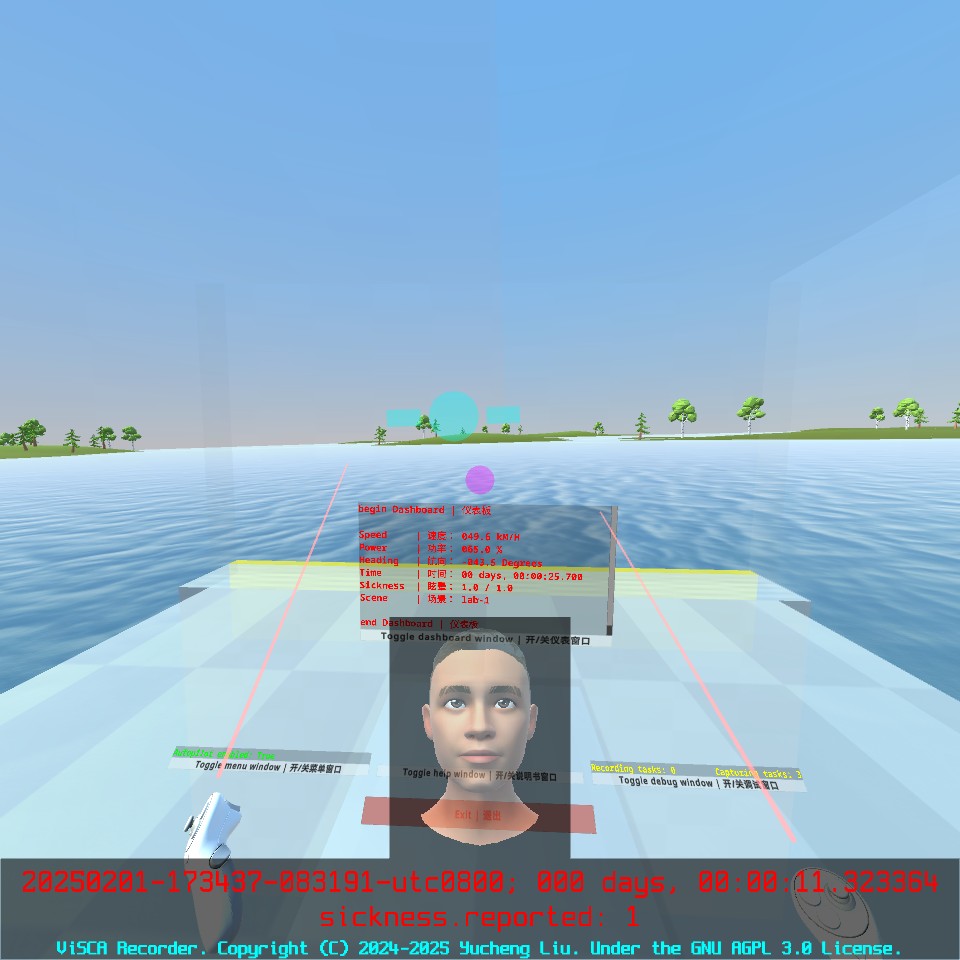 begin Dashboard | 仪表板
Speed | 速度: 049.6 kM/H
Power | 功率: 065.0 %
Heading | 航向: -043.5 Degrees
Time | 时间: 00 days, 00:00:25.700
Sickness | 眩晕: 1.0 / 1.0
Scene | 场景: lab-1
end Dashboard | 仪表板
Toggle dashboard window | 开/关仪表窗口
Autopilot enabled: True
Toggle menu window | 开/关菜单窗口
Toggle help window | 开/关说明书窗口
Recording tasks: 0 Capturing tasks: 3
Toggle debug window | 开/关调试窗口
Exit | 退出
20250201-173437-083191-utc0800; 000 days, 00:00:11.323364
sickness.reported: 1
ViSCA Recorder. Copyright (C) 2024-2025 Yucheng Liu. Under the GNU AGPL 3.0 License.